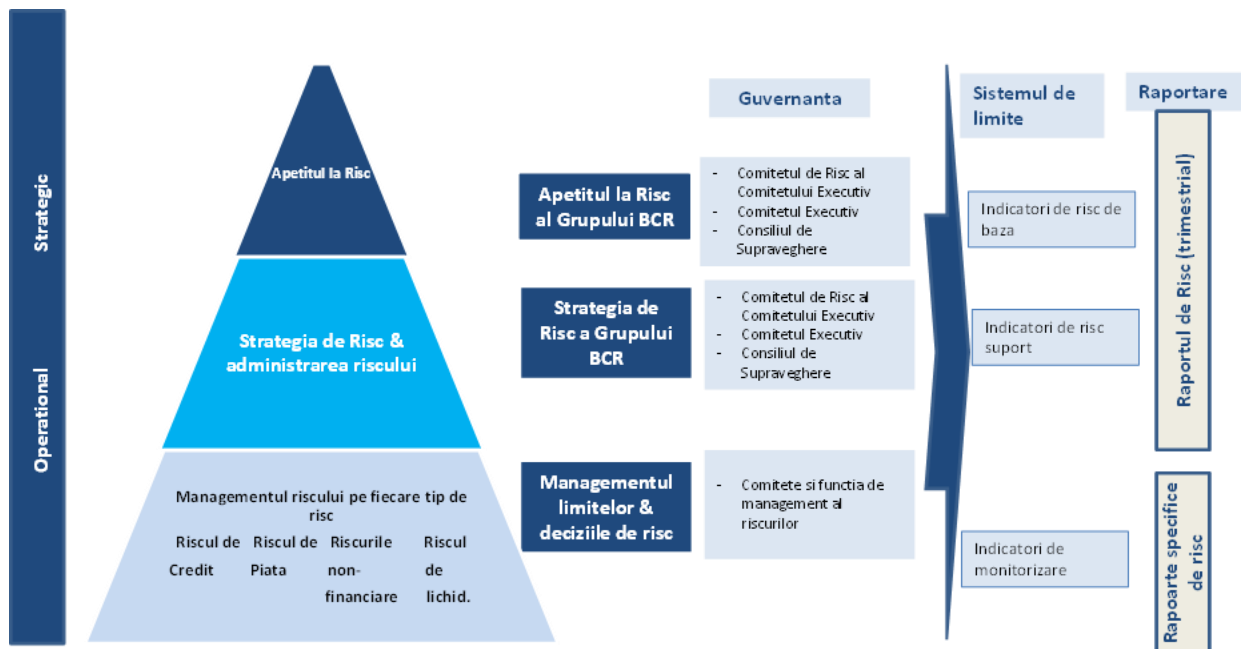 Strategic
Operational
Apetitul la Risc
Strategia de Risc &
administrarea riscului
Managementul riscului pe fiecare tip de
risc
Riscul de
Credit
Riscul de
Piata
Riscurile
non-
financiare
Riscul
de
lichid.
Guvernanta
Apetitul la Risc
al Grupului BCR
- Comitetul de Risc al
Comitetului Executiv
- Comitetul Executiv
- Consiliul de
Supraveghere
Strategia de
Risc a Grupului
BCR
- Comitetul de Risc al
Comitetului Executiv
- Comitetul Executiv
- Consiliul de
Supraveghere
Managementul
limitelor &
deciziile de risc
- Comitete si functia de
management al
riscurilor
Sistemul de
limite
Indicatori de risc de
baza
Indicatori de risc
suport
Indicatori de
monitorizare
Raportare
Raportul de Risc (trimestrial)
Rapoarte specifice
de risc